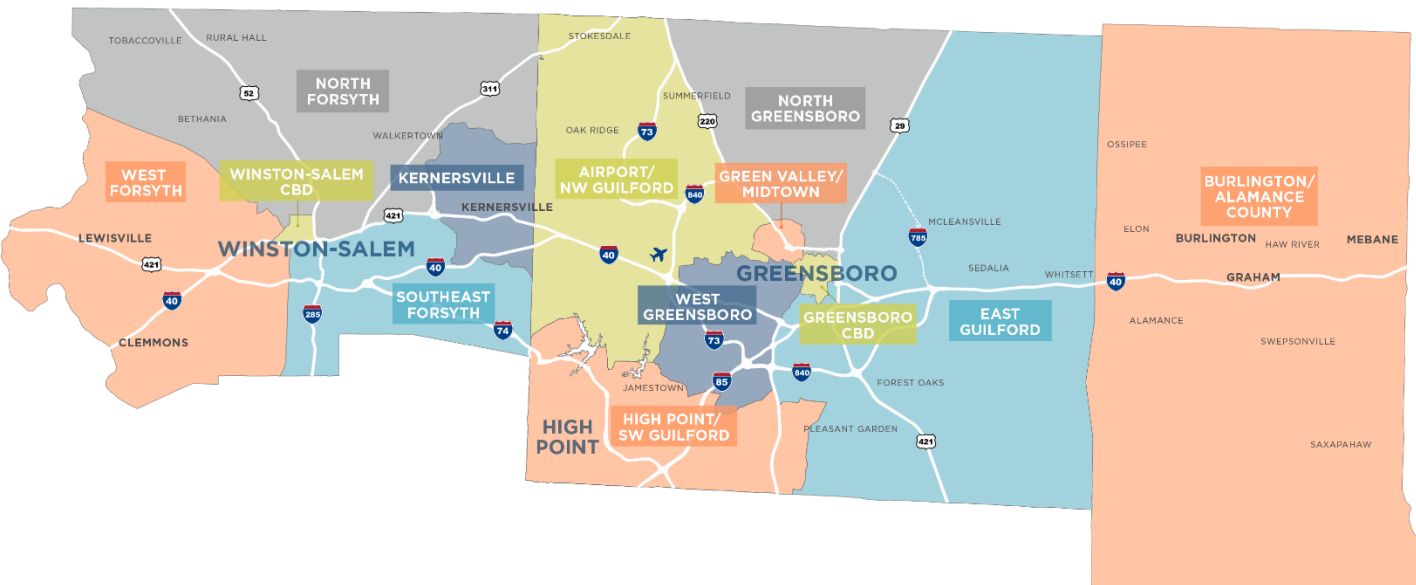 TOBACCOVILLE
RURAL HALL
STOKESDALE
52
NORTH
FORSYTH
311
SUMMERFIELD
NORTH
GREENSBORO
BETHANIA
WALKERTOWN
OAK RIDGE
73
220
29
OSSIPEE
WEST
FORSYTH
WINSTON-SALEM
CBD
KERNERSVILLE
AIRPORT/
NW GUILFORD
840
GREEN VALLEY/
MIDTOWN
BURLINGTON/
ALAMANCE
COUNTY
KERNERSVILLE
421
MCLEANSVILLE
785
ELON
BURLINGTON
HAW RIVER
MEBANE
LEWISVILLE
421
WINSTON-SALEM
40
40
GREENSBORO
SEDALIA
WHITSETT
40
GRAHAM
40
SOUTHEAST
FORSYTH
285
74
WEST
GREENSBORO
73
GREENSBORO
CBD
EAST
GUILFORD
ALAMANCE
SWEPSONVILLE
CLEMMONS
JAMESTOWN
85
840
FOREST OAKS
HIGH
POINT
HIGH POINT/
SW GUILFORD
PLEASANT GARDEN
421
SAXAPAHAW